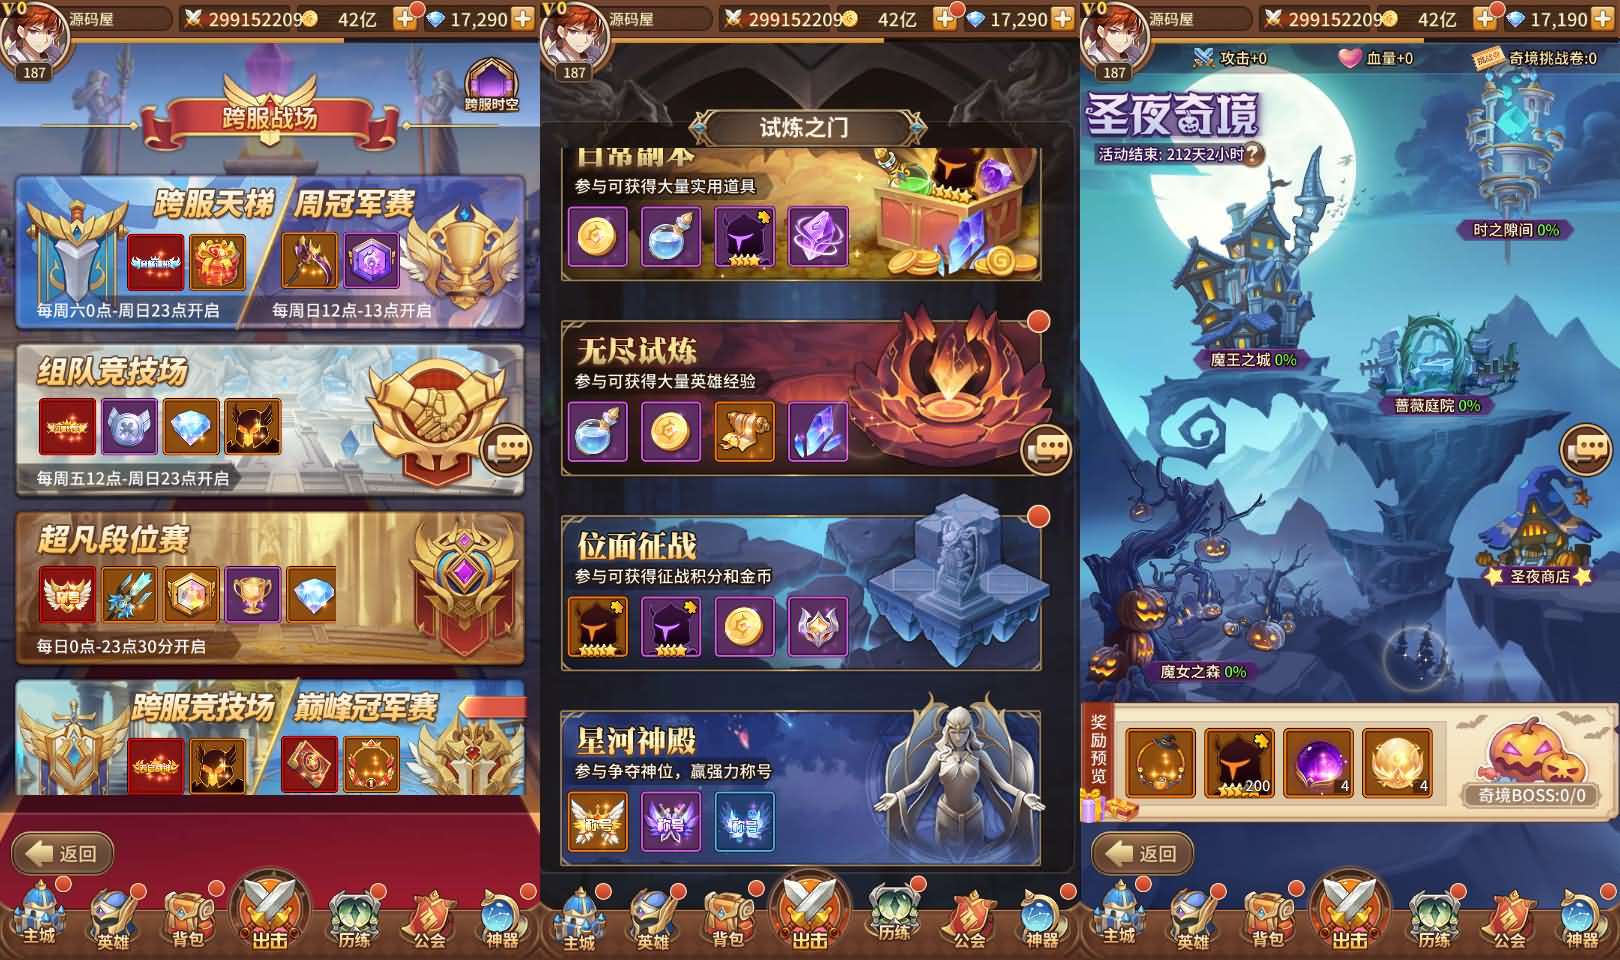 V0
源码屋
299152209
42亿
17,290
187
跨服战场
跨服时空
跨服天梯
周冠军赛
每周六0点-周日23点开启
每周日12点-13点开启
组队竞技场
每周五12点-周日23点开启
超凡段位赛
称号
每日0点-23点30分开启
跨服竞技场
巅峰冠军赛
返回
主城
英雄
背包
出击
历练
公会
神器
V0
源码屋
299152209
42亿
17,290
187
试炼之门
日常副本
参与可获得大量实用道具
无尽试炼
参与可获得大量英雄经验
位面征战
参与可获得征战积分和金币
星河神殿
参与争夺神位，赢强力称号
称号
称号
称号
主城
英雄
背包
出击
历练
公会
神器
V0
源码屋
299152209
42亿
17,190
187
攻击+0
血量+0
奇境挑战卷:0
圣夜奇境
活动结束: 212天2小时
?
时之隙间 0%
魔王之城 0%
蔷薇庭院 0%
圣夜商店
魔女之森 0%
奖励预览
200
4
4
奇境BOSS:0/0
返回
主城
英雄
背包
出击
历练
公会
神器